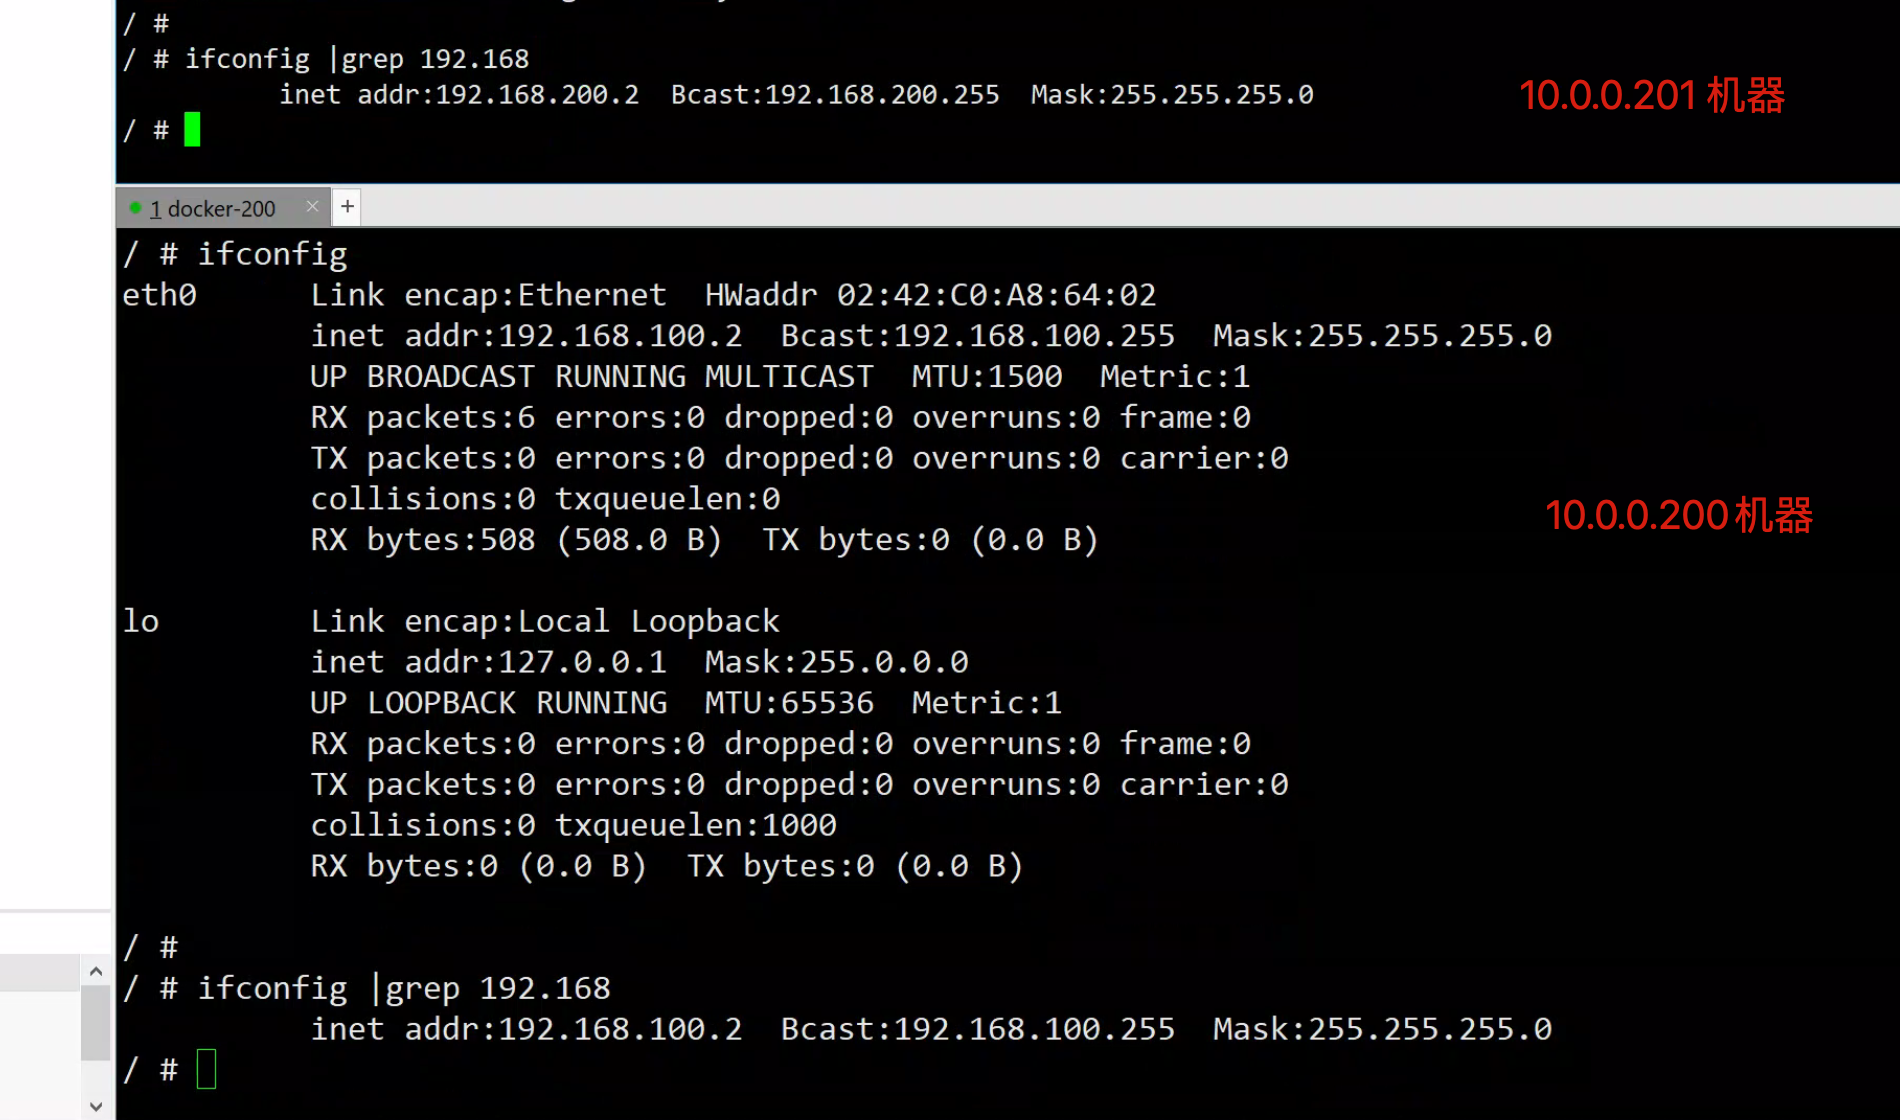 / #
/ # ifconfig |grep 192.168
inet addr:192.168.200.2  Bcast:192.168.200.255  Mask:255.255.255.0
10.0.0.201 机器
/ #
1 docker-200 × +
/ # ifconfig
eth0 Link encap:Ethernet  HWaddr 02:42:C0:A8:64:02
inet addr:192.168.100.2  Bcast:192.168.100.255  Mask:255.255.255.0
UP BROADCAST RUNNING MULTICAST  MTU:1500  Metric:1
RX packets:6 errors:0 dropped:0 overruns:0 frame:0
TX packets:0 errors:0 dropped:0 overruns:0 carrier:0
collisions:0 txqueuelen:0
10.0.0.200机器
RX bytes:508 (508.0 B)  TX bytes:0 (0.0 B)
lo Link encap:Local Loopback
inet addr:127.0.0.1  Mask:255.0.0.0
UP LOOPBACK RUNNING  MTU:65536  Metric:1
RX packets:0 errors:0 dropped:0 overruns:0 frame:0
TX packets:0 errors:0 dropped:0 overruns:0 carrier:0
collisions:0 txqueuelen:1000
RX bytes:0 (0.0 B)  TX bytes:0 (0.0 B)
/ #
/ # ifconfig |grep 192.168
inet addr:192.168.100.2  Bcast:192.168.100.255  Mask:255.255.255.0
/ #